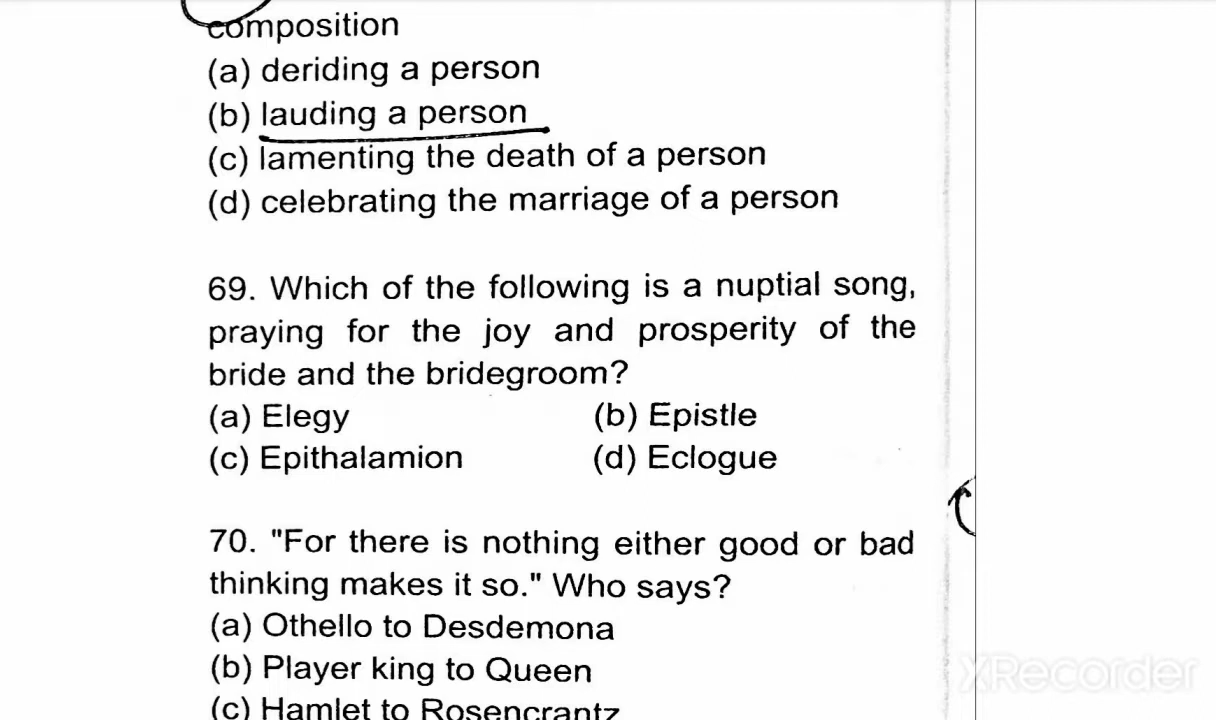 composition
(a) deriding a person
(b) lauding a person
(c) lamenting the death of a person
(d) celebrating the marriage of a person
69. Which of the following is a nuptial song,
praying for the joy and prosperity of the
bride and the bridegroom?
(a) Elegy (b) Epistle
(c) Epithalamion (d) Eclogue
70. "For there is nothing either good or bad
thinking makes it so." Who says?
(a) Othello to Desdemona
(b) Player king to Queen
(c) Hamlet to Rosencrantz
XRecorder